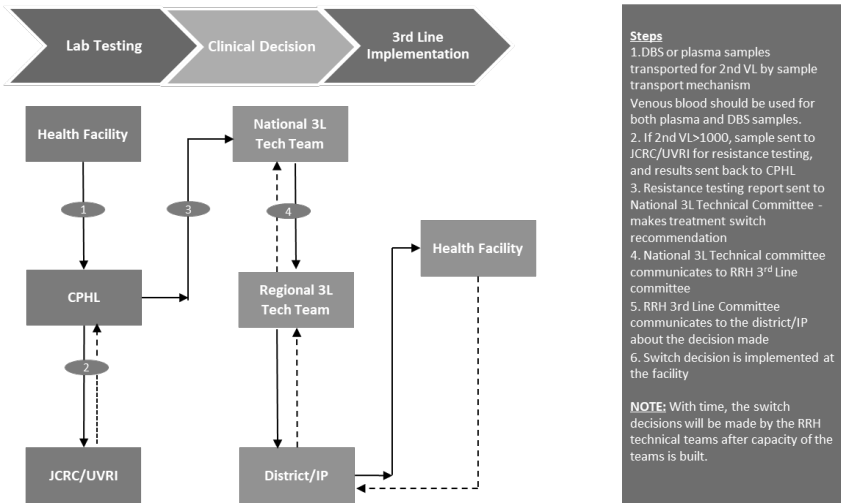 Lab Testing
Clinical Decision
3rd Line
Implementation
Health Facility
1
CPHL
2
JCRC/UVRI
3
National 3L
Tech Team
4
Regional 3L
Tech Team
District/IP
Health Facility
Steps
1.DBS or plasma samples
transported for 2nd VL by sample
transport mechanism
Venous blood should be used for
both plasma and DBS samples.
2. If 2nd VL>1000, sample sent to
JCRC/UVRI for resistance testing,
and results sent back to CPHL
3. Resistance testing report sent to
National 3L Technical Committee -
makes treatment switch
recommendation
4. National 3L Technical committee
communicates to RRH 3rd Line
committee
5. RRH 3rd Line Committee
communicates to the district/IP
about the decision made
6. Switch decision is implemented at
the facility
NOTE: With time, the switch
decisions will be made by the RRH
technical teams after capacity of the
teams is built.